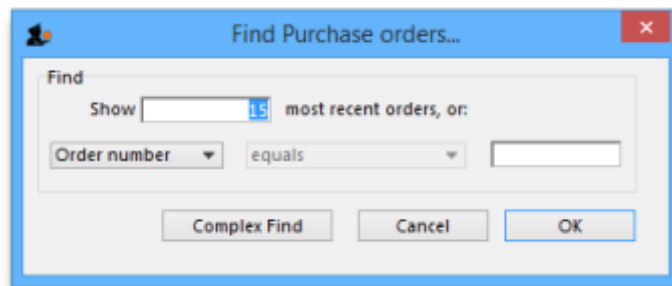 Find Purchase orders...
Find
Show 15 most recent orders, or:
Order number equals
Complex Find Cancel OK